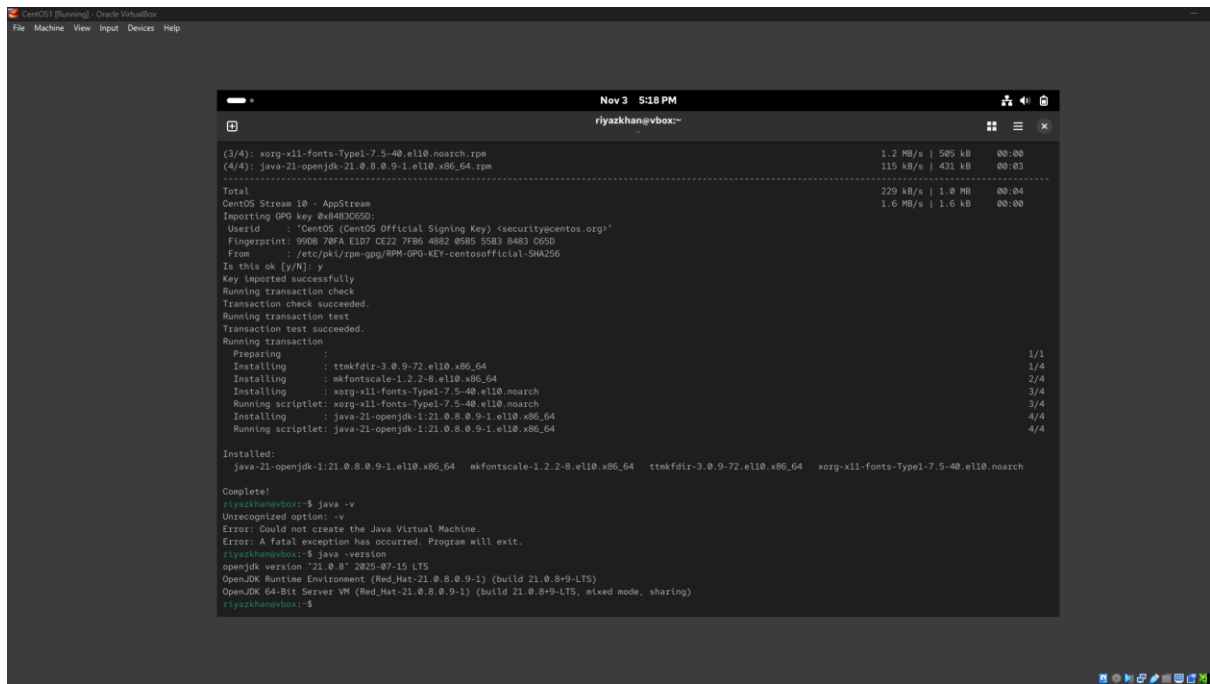 CentOS1 [Running] - Oracle VirtualBox
File Machine View Input Devices Help
Nov 3 5:18 PM
riyazkhan@vbox:~
~
(3/4): xorg-x11-fonts-Type1-7.5-40.el10.noarch.rpm 1.2 MB/s | 505 kB 00:00
(4/4): java-21-openjdk-21.0.8.0.9-1.el10.x86_64.rpm 115 kB/s | 431 kB 00:03
--------------------------------------------------------------------------------
Total 229 kB/s | 1.0 MB 00:04
CentOS Stream 10 - AppStream 1.6 MB/s | 1.6 kB 00:00
Importing GPG key 0x8483C65D:
Userid : "CentOS (CentOS Official Signing Key) <security@centos.org>"
Fingerprint: 99DB 70FA E1D7 CE22 7FB6 4882 05B5 55B3 8483 C65D
From : /etc/pki/rpm-gpg/RPM-GPG-KEY-centosofficial-SHA256
Is this ok [y/N]: y
Key imported successfully
Running transaction check
Transaction check succeeded.
Running transaction test
Transaction test succeeded.
Running transaction
Preparing : 1/1
Installing : ttmkfdir-3.0.9-72.el10.x86_64 1/4
Installing : mkfontscale-1.2.2-8.el10.x86_64 2/4
Installing : xorg-x11-fonts-Type1-7.5-40.el10.noarch 3/4
Running scriptlet: xorg-x11-fonts-Type1-7.5-40.el10.noarch 3/4
Installing : java-21-openjdk-1:21.0.8.0.9-1.el10.x86_64 4/4
Running scriptlet: java-21-openjdk-1:21.0.8.0.9-1.el10.x86_64 4/4
Installed:
java-21-openjdk-1:21.0.8.0.9-1.el10.x86_64 mkfontscale-1.2.2-8.el10.x86_64 ttmkfdir-3.0.9-72.el10.x86_64 xorg-x11-fonts-Type1-7.5-40.el10.noarch
Complete!
riyazkhan@vbox:~$ java -v
Unrecognized option: -v
Error: Could not create the Java Virtual Machine.
Error: A fatal exception has occurred. Program will exit.
riyazkhan@vbox:~$ java -version
openjdk version "21.0.8" 2025-07-15 LTS
OpenJDK Runtime Environment (Red_Hat-21.0.8.0.9-1) (build 21.0.8+9-LTS)
OpenJDK 64-Bit Server VM (Red_Hat-21.0.8.0.9-1) (build 21.0.8+9-LTS, mixed mode, sharing)
riyazkhan@vbox:~$